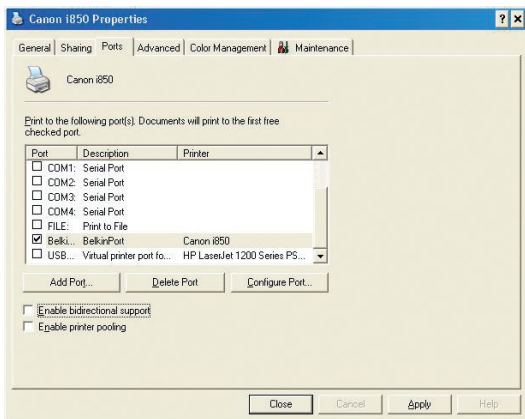 Canon i850 Properties
General Sharing Ports Advanced Color Management Maintenance
Canon i850
Print to the following port(s). Documents will print to the first free
checked port.
Port Description Printer
COM1: Serial Port
COM2: Serial Port
COM3: Serial Port
COM4: Serial Port
FILE: Print to File
Belki... BelkinPort Canon i850
USB... Virtual printer port fo... HP LaserJet 1200 Series PS...
Add Port... Delete Port Configure Port...
Enable bidirectional support
Enable printer pooling
Close Cancel Apply Help